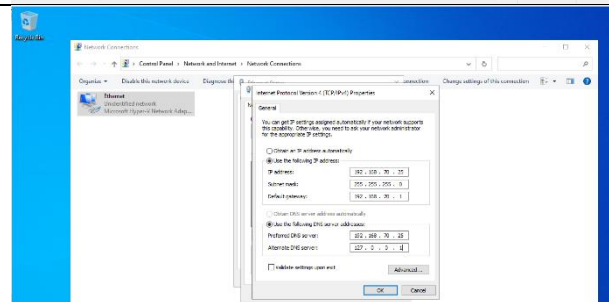 Recycle Bin
Network Connections
Control Panel › Network and Internet › Network Connections
Organize Disable this network device Diagnose this connection Change settings of this connection
Ethernet
Unidentified network
Microsoft Hyper-V Network Adap...
Internet Protocol Version 4 (TCP/IPv4) Properties
General
You can get IP settings assigned automatically if your network supports
this capability. Otherwise, you need to ask your network administrator
for the appropriate IP settings.
Obtain an IP address automatically
Use the following IP address:
IP address: 192 . 168 . 70 . 25
Subnet mask: 255 . 255 . 255 . 0
Default gateway: 192 . 168 . 70 . 1
Obtain DNS server address automatically
Use the following DNS server addresses:
Preferred DNS server: 192 . 168 . 70 . 25
Alternate DNS server: 127 . 0 . 0 . 1
Validate settings upon exit
Advanced...
OK Cancel